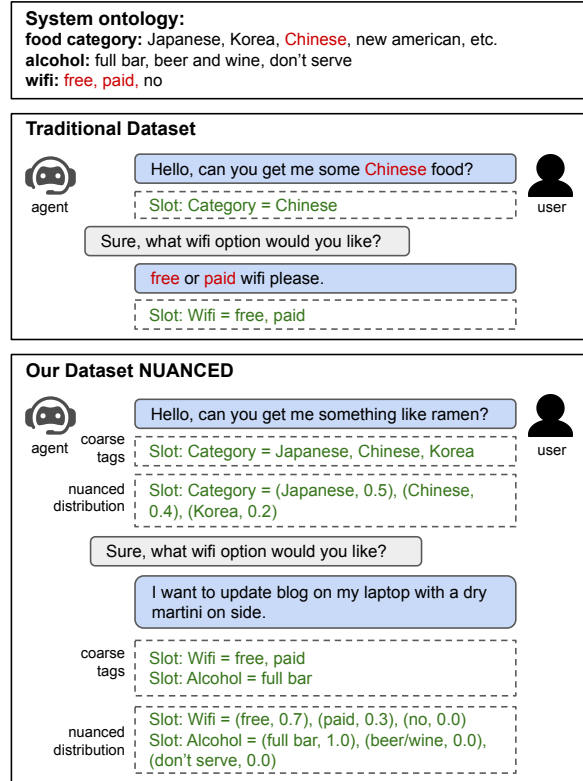 System ontology:
food category: Japanese, Korea, Chinese, new american, etc.
alcohol: full bar, beer and wine, don't serve
wifi: free, paid, no
Traditional Dataset
Hello, can you get me some Chinese food?
agent
Slot: Category = Chinese
user
Sure, what wifi option would you like?
free or paid wifi please.
Slot: Wifi = free, paid
Our Dataset NUANCED
Hello, can you get me something like ramen?
agent
user
coarse
tags
Slot: Category = Japanese, Chinese, Korea
nuanced
distribution
Slot: Category = (Japanese, 0.5), (Chinese,
0.4), (Korea, 0.2)
Sure, what wifi option would you like?
I want to update blog on my laptop with a dry
martini on side.
coarse
tags
Slot: Wifi = free, paid
Slot: Alcohol = full bar
nuanced
distribution
Slot: Wifi = (free, 0.7), (paid, 0.3), (no, 0.0)
Slot: Alcohol = (full bar, 1.0), (beer/wine, 0.0),
(don't serve, 0.0)